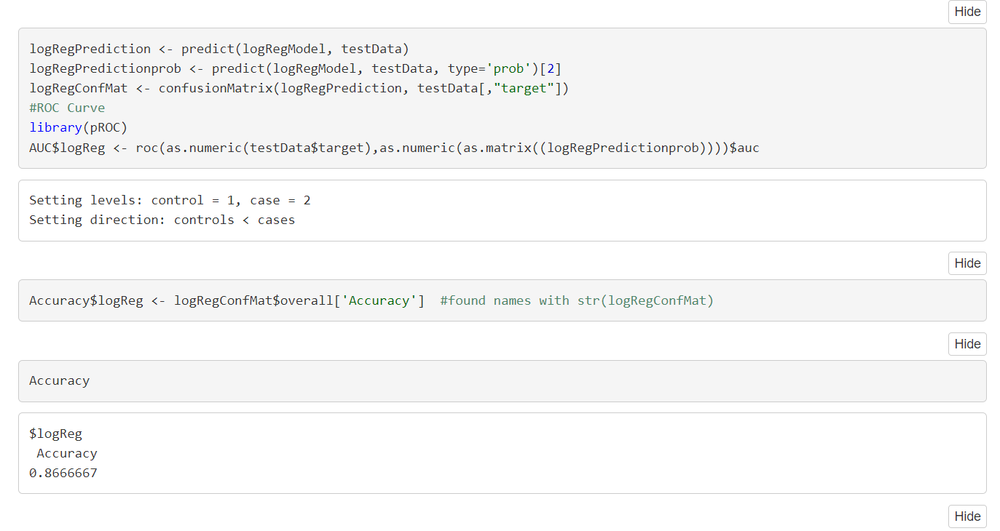 Hide
logRegPrediction <- predict(logRegModel, testData)
logRegPredictionprob <- predict(logRegModel, testData, type='prob')[2]
logRegConfMat <- confusionMatrix(logRegPrediction, testData[,"target"])
#ROC Curve
library(pROC)
AUC$logReg <- roc(as.numeric(testData$target),as.numeric(as.matrix((logRegPredictionprob))))$auc
Setting levels: control = 1, case = 2
Setting direction: controls < cases
Hide
Accuracy$logReg <- logRegConfMat$overall['Accuracy']  #found names with str(logRegConfMat)
Hide
Accuracy
$logReg
 Accuracy
0.8666667
Hide